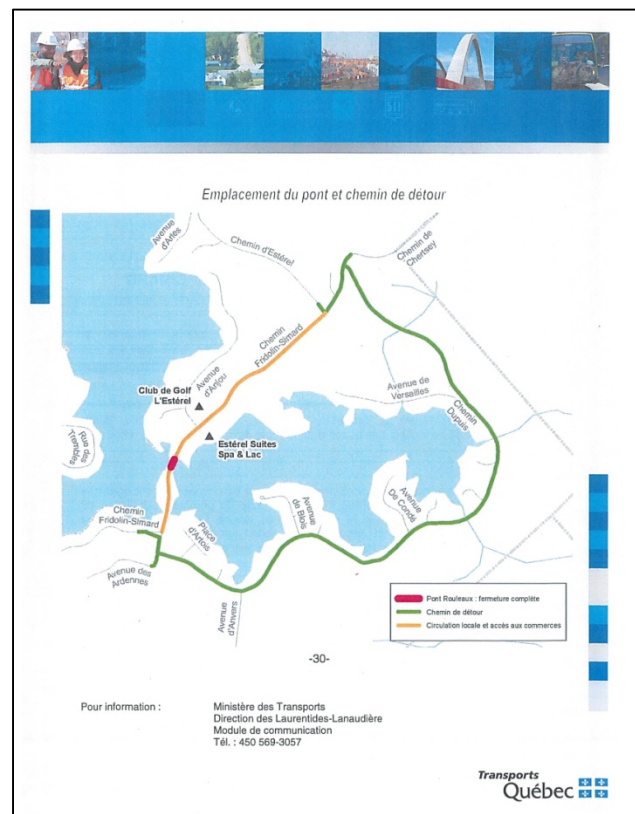 Emplacement du pont et chemin de détour
Avenue
d'Arles
Chemin d'Estérel
Chemin de
Chertsey
Chemin
Fridolin-Simard
Avenue
d'Anjou
Club de Golf
L'Estérel
Avenue de
Versailles
Chemin
Dupuis
Estérel Suites
Spa & Lac
Rue des
Trembles
Avenue
de Blois
Avenue
De Condé
Chemin
Fridolin-Simard
Place
d'Artois
Avenue des
Ardennes
Avenue
d'Anvers
Pont Rouleaux : fermeture complète
Chemin de détour
Circulation locale et accès aux commerces
-30-
Pour information :
Ministère des Transports
Direction des Laurentides-Lanaudière
Module de communication
Tél. : 450 569-3057
Transports
Québec